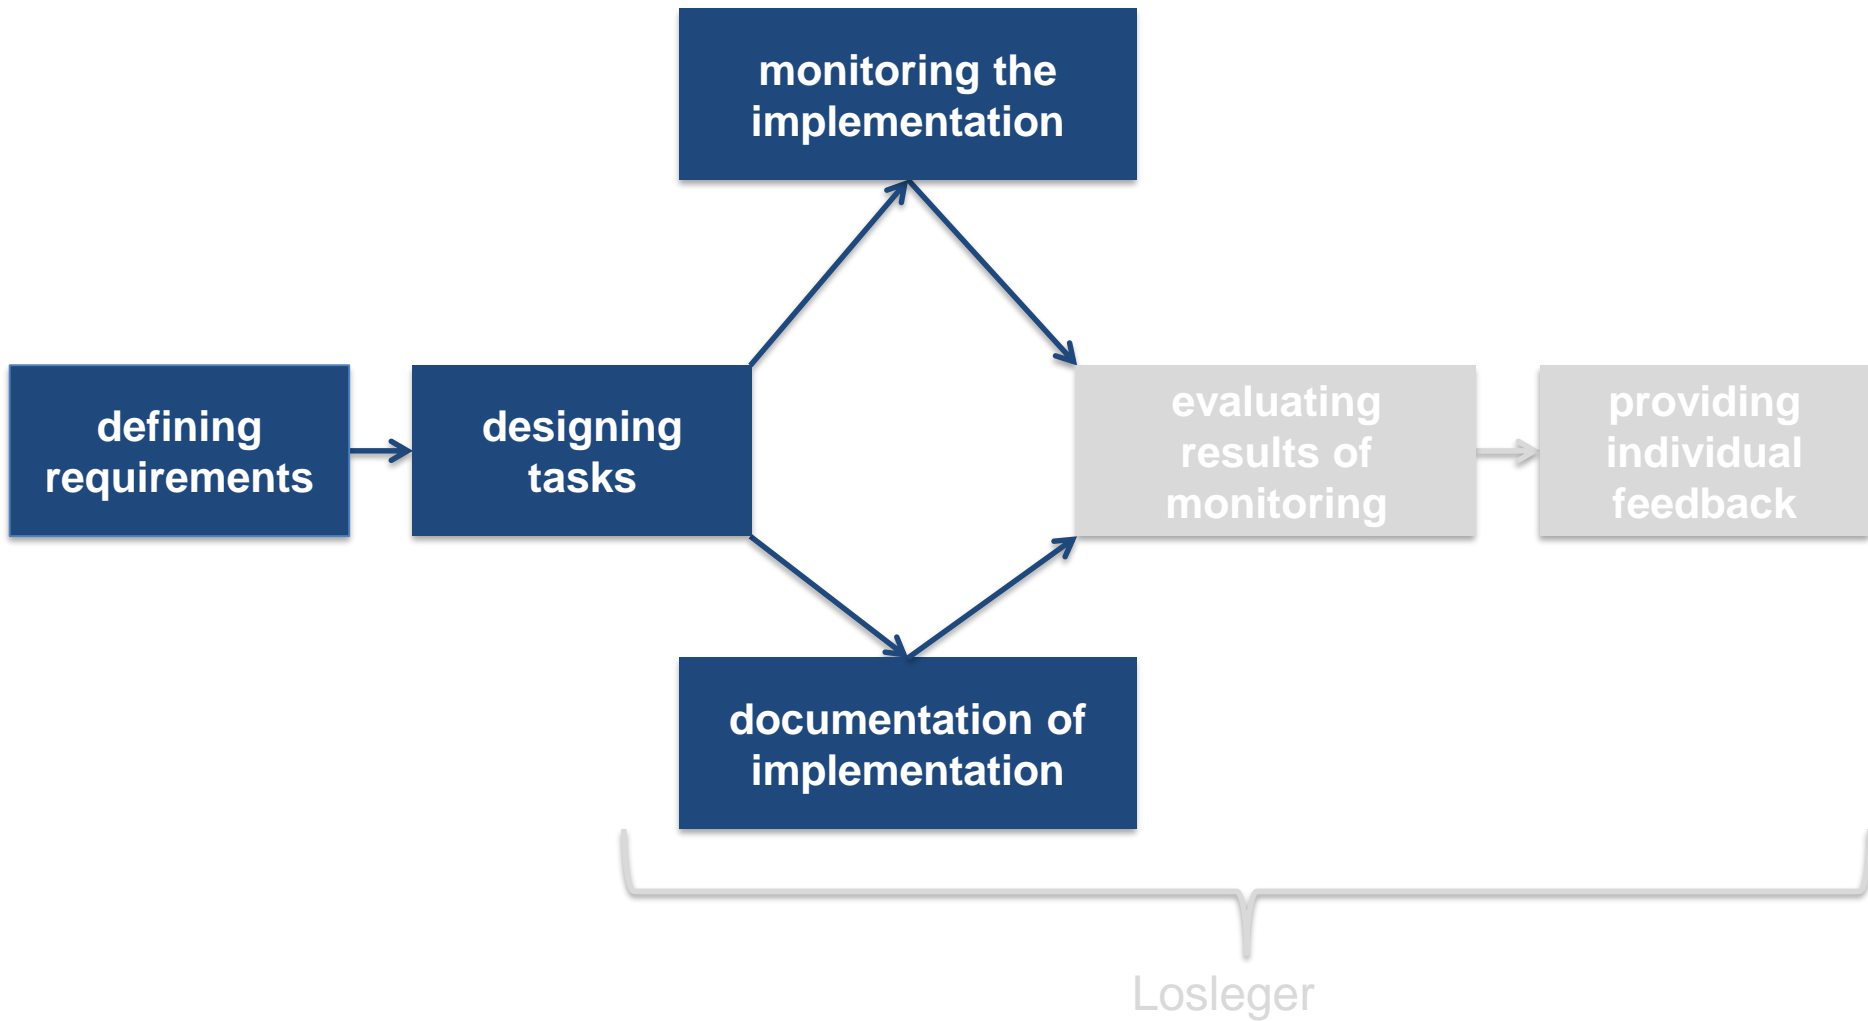 monitoring the
implementation
defining
requirements
designing
tasks
evaluating
results of
monitoring
providing
individual
feedback
documentation of
implementation
Losleger